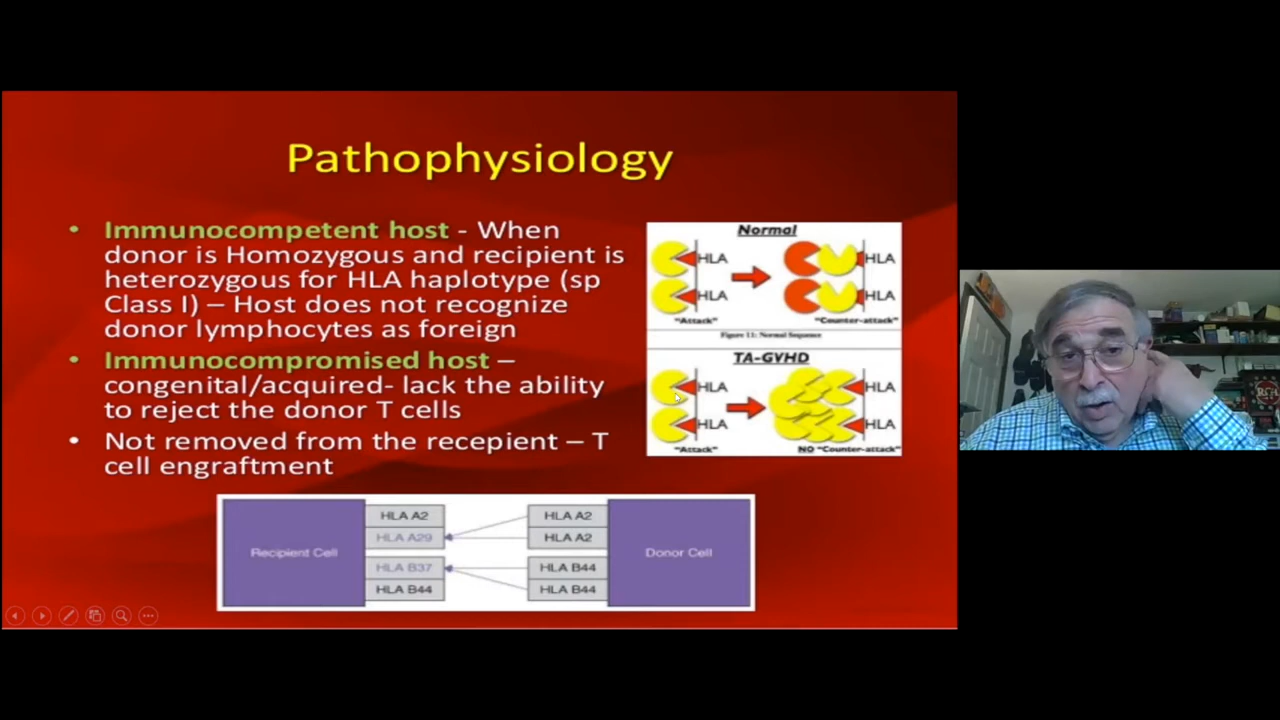 Pathophysiology
• Immunocompetent host - When
donor is Homozygous and recipient is
heterozygous for HLA haplotype (sp
Class I) – Host does not recognize
donor lymphocytes as foreign
• Immunocompromised host –
congenital/acquired- lack the ability
to reject the donor T cells
• Not removed from the recepient – T
cell engraftment
Normal
HLA HLA
HLA HLA
"Attack" "Counter-attack"
Figure 11: Normal Sequence
TA-GVHD
HLA HLA
HLA HLA
"Attack" NO "Counter-attack"
HLA A2 HLA A2
HLA A29 HLA A2
Recipient Cell Donor Cell
HLA B37 HLA B44
HLA B44 HLA B44